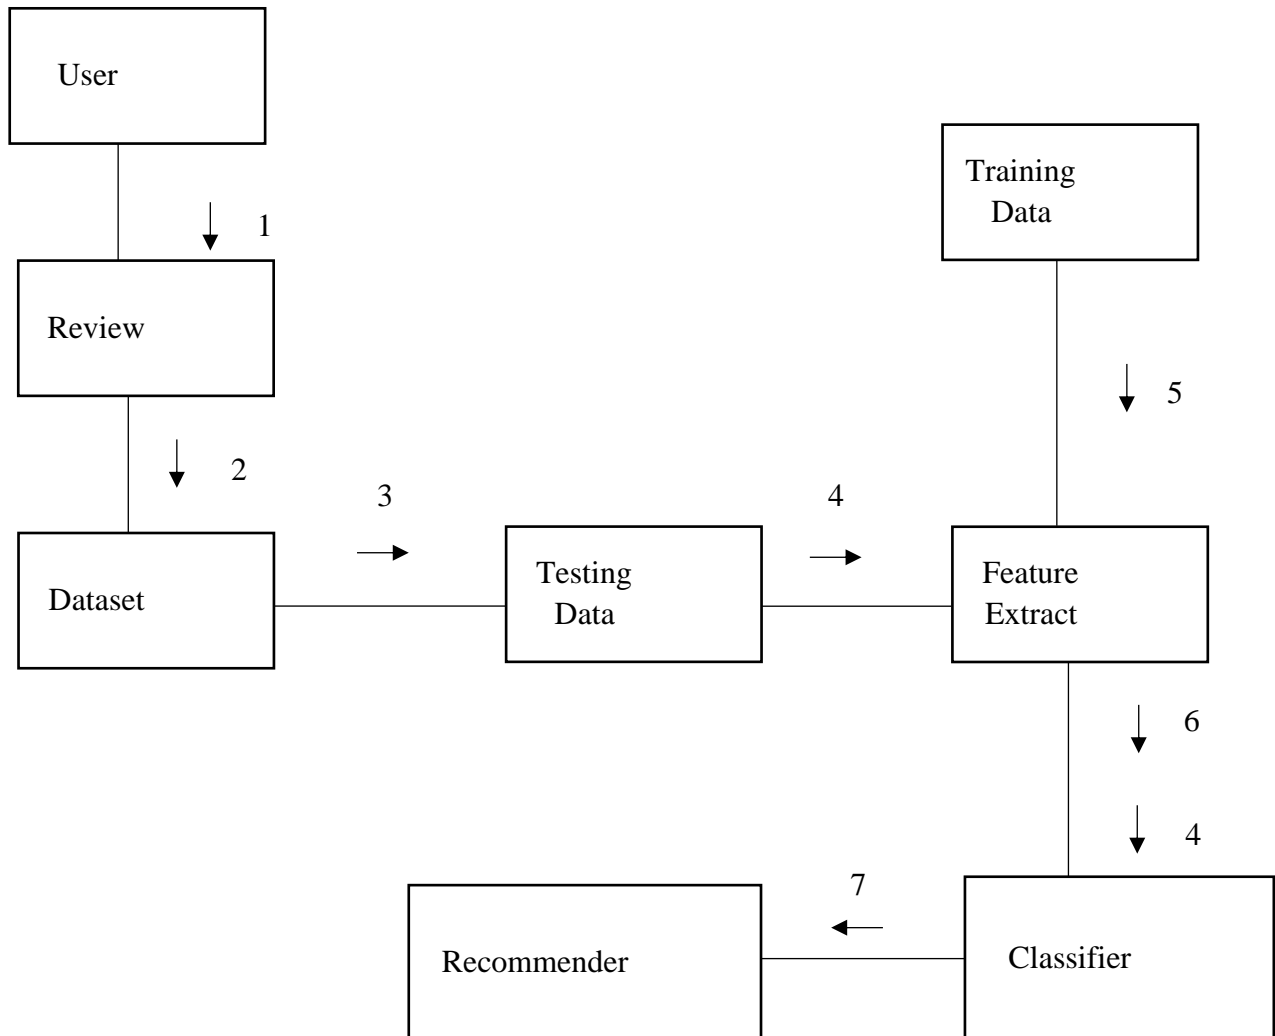 User
Training
Data
1
Review
5
2
3
4
Dataset
Testing
Data
Feature
Extract
6
4
7
Recommender
Classifier